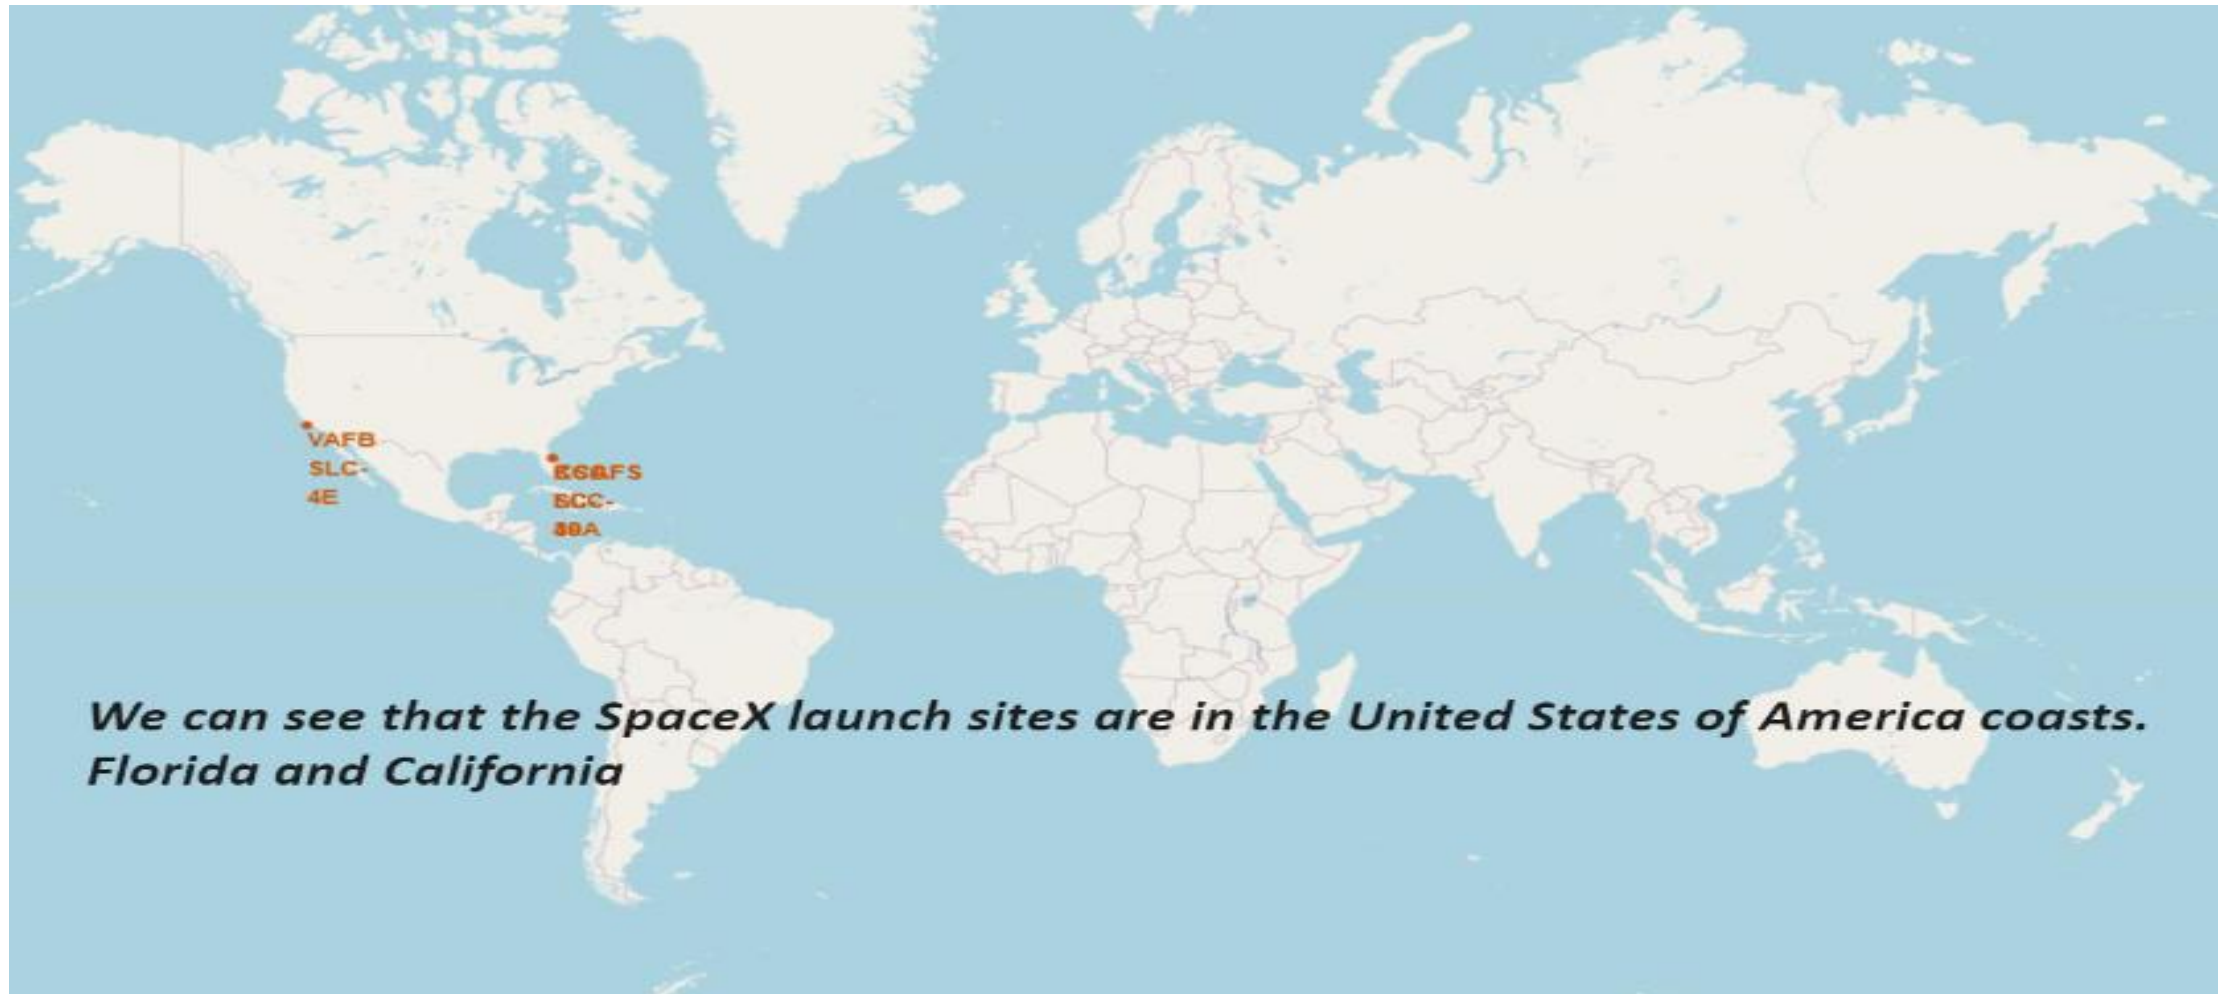 VAFB
SLC-
4E
We can see that the SpaceX launch sites are in the United States of America coasts.
Florida and California